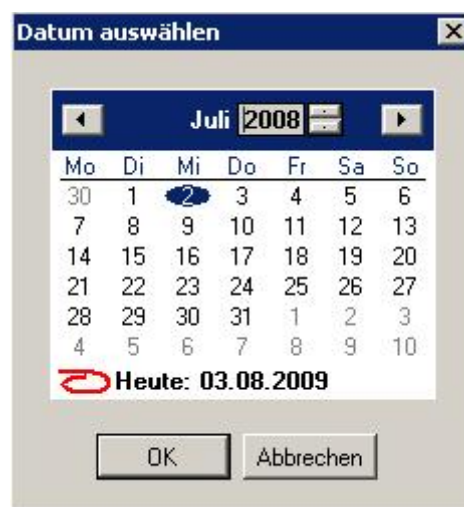 Datum auswählen
Juli 2008
Mo Di Mi Do Fr Sa So
30 1 2 3 4 5 6
7 8 9 10 11 12 13
14 15 16 17 18 19 20
21 22 23 24 25 26 27
28 29 30 31 1 2 3
4 5 6 7 8 9 10
Heute: 03.08.2009
OK Abbrechen